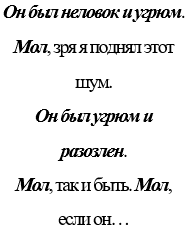 Он был неловок и угрюм.
Мол, зря я поднял этот
шум.
Он был угрюм и
разозлен.
Мол, так и быть. Мол,
если он…